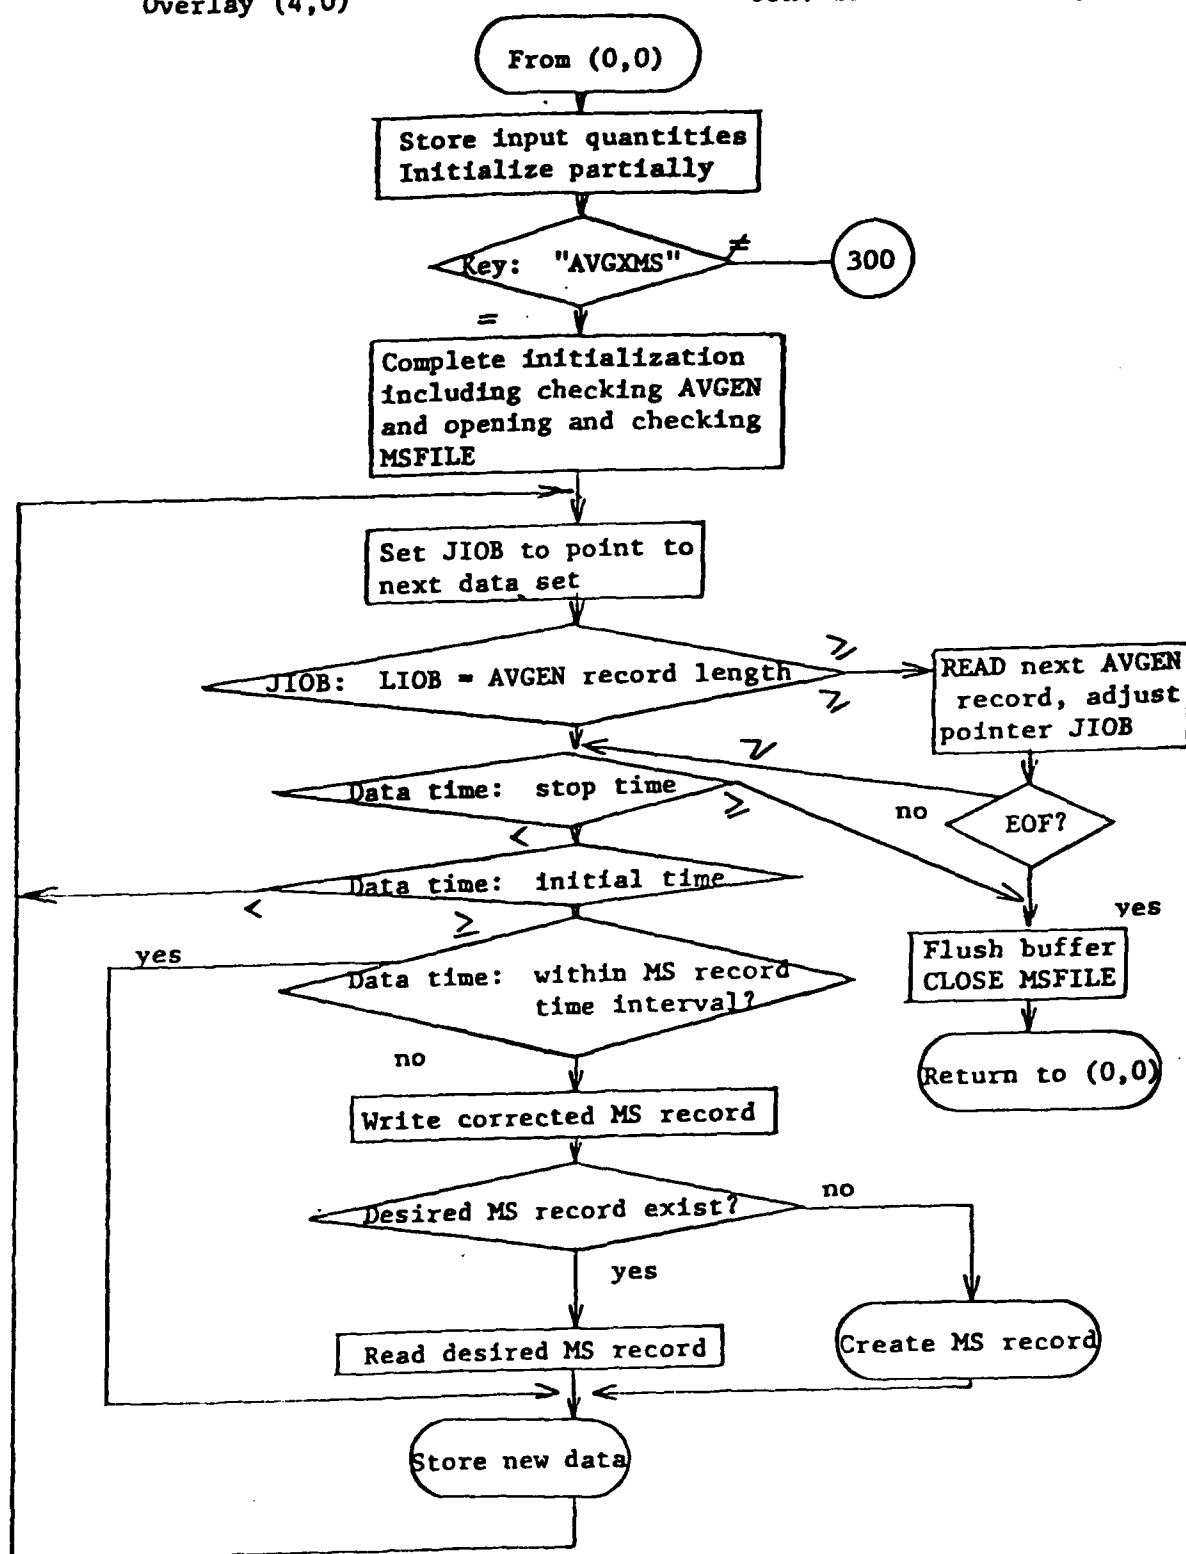 Overlay (4,0)
From (0,0)
Store input quantities
Initialize partially
Key: "AVGXMS"
≠
300
=
Complete initialization
including checking AVGEN
and opening and checking
MSFILE
Set JIOB to point to
next data set
JIOB: LIOB = AVGEN record length
≥
≥
READ next AVGEN
record, adjust
pointer JIOB
≥
Data time: stop time
≥
<
no
EOF?
yes
Data time: initial time
<
≥
Flush buffer
CLOSE MSFILE
Return to (0,0)
yes
Data time: within MS record
time interval?
no
Write corrected MS record
Desired MS record exist?
no
yes
Read desired MS record
Create MS record
Store new data